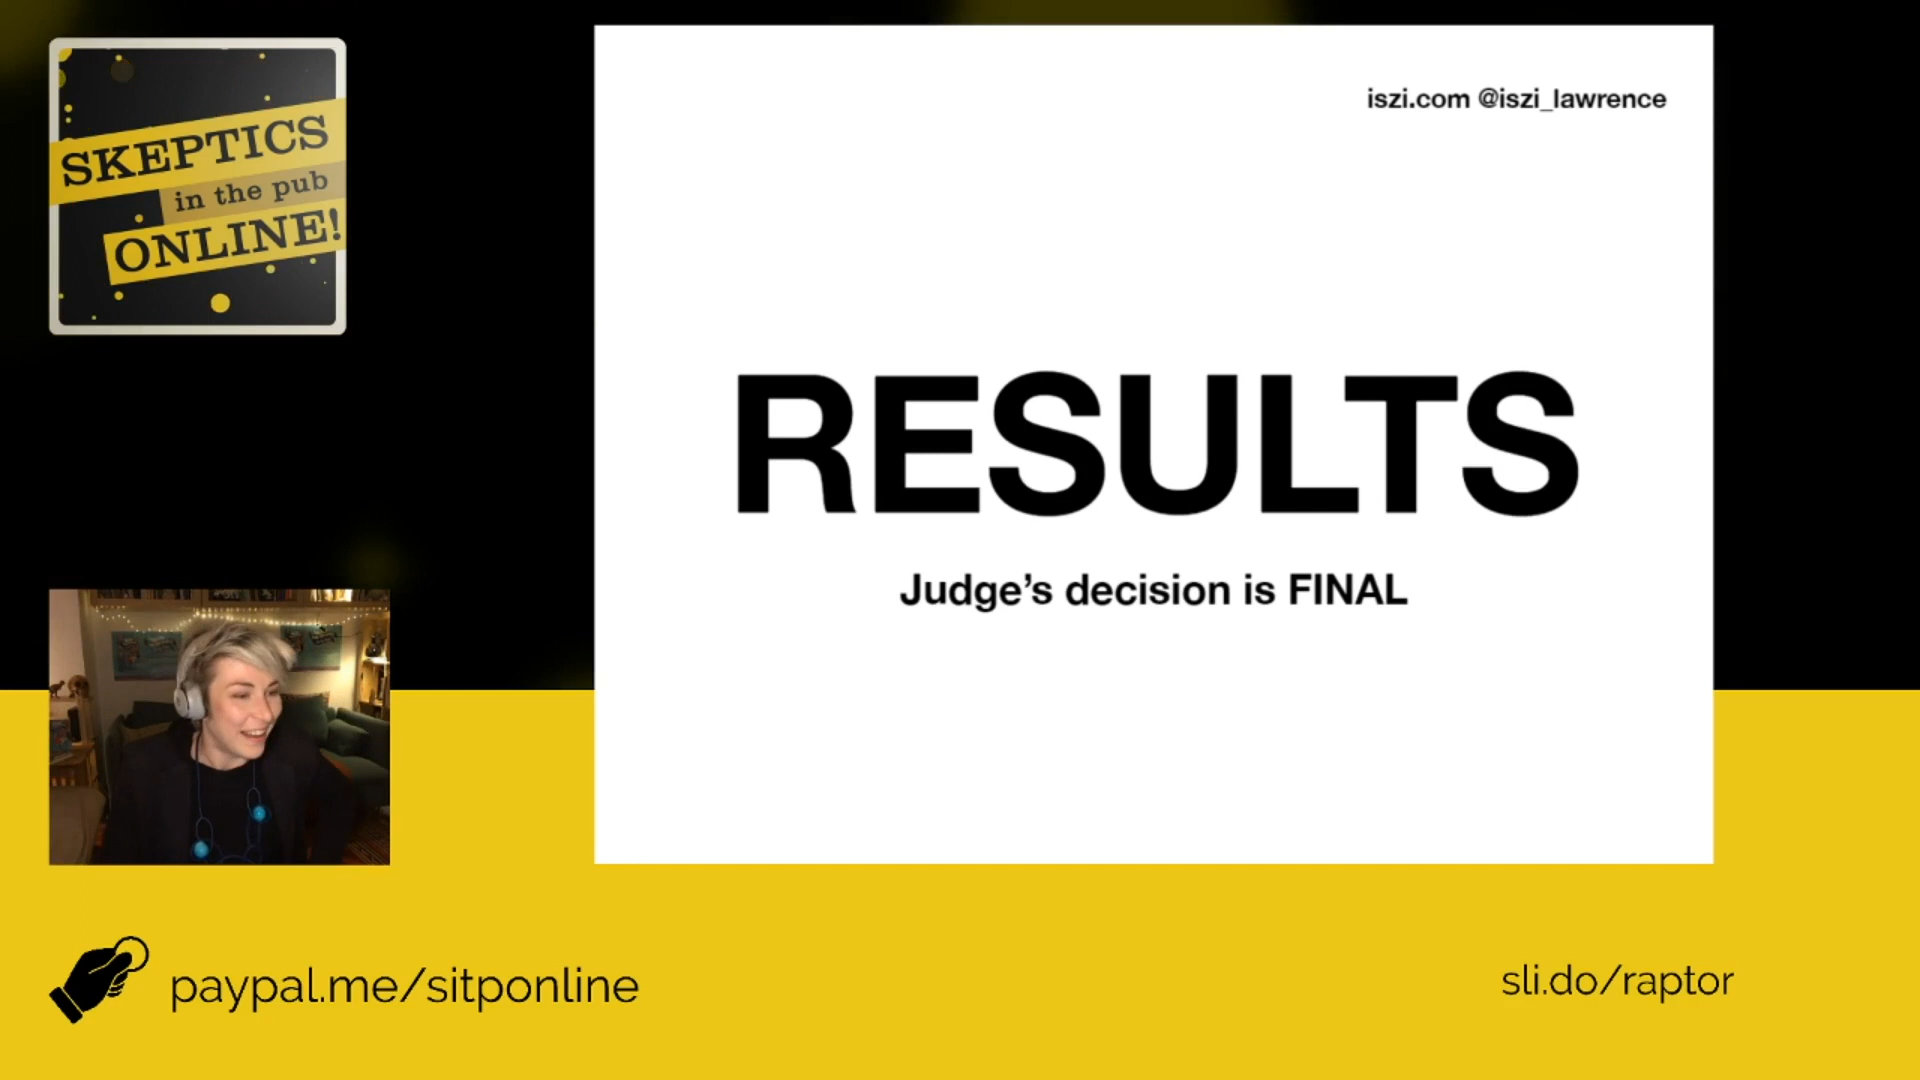 SKEPTICS
in the pub
ONLINE!
iszi.com @iszi_lawrence
RESULTS
Judge’s decision is FINAL
paypal.me/sitponline
sli.do/raptor